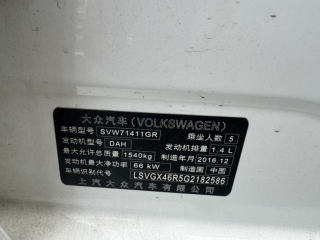 大众汽车(VOLKSWAGEN)
车辆型号 SVW71411GR 乘坐人数 5
发动机型号 DAH 发动机排量 1.4 L
最大允许总质量 1540kg 制造年月 2016.12
发动机最大净功率 66 kW 制造国 中国
车辆识别代号 LSVGX46R5G2182586
上汽大众汽车有限公司